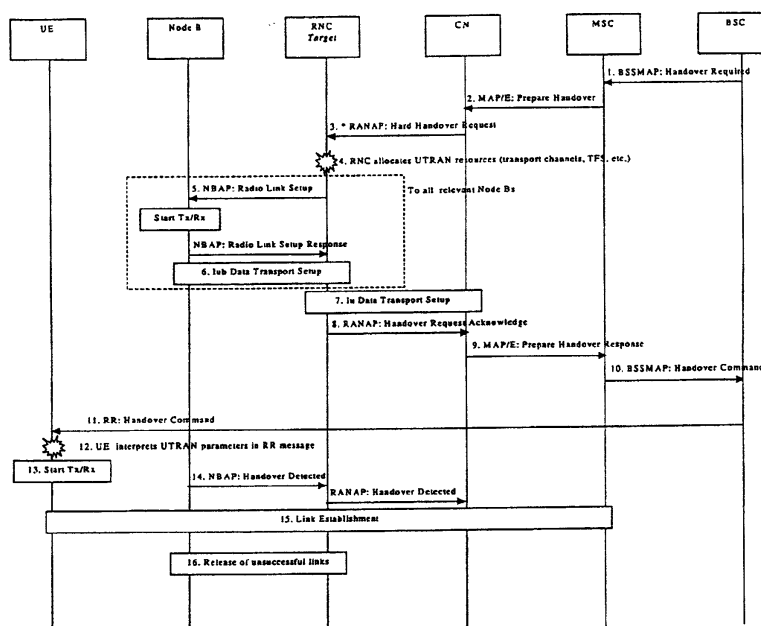 UE
Node B
RNC
Target
CN
MSC
BSC
1. BSSMAP: Handover Required
2. MAP/E: Prepare Handover
3. * RANAP: Hard Handover Request
4. RNC allocates UTRAN resources (transport channels, TFS, etc.)
5. NBAP: Radio Link Setup
To all relevant Node Bs
Start Tx/Rx
NBAP: Radio Link Setup Response
6. Iub Data Transport Setup
7. Iu Data Transport Setup
8. RANAP: Handover Request Acknowledge
9. MAP/E: Prepare Handover Response
10. BSSMAP: Handover Command
11. RR: Handover Command
12. UE interprets UTRAN parameters in RR message
13. Start Tx/Rx
14. NBAP: Handover Detected
RANAP: Handover Detected
15. Link Establishment
16. Release of unsuccessful links